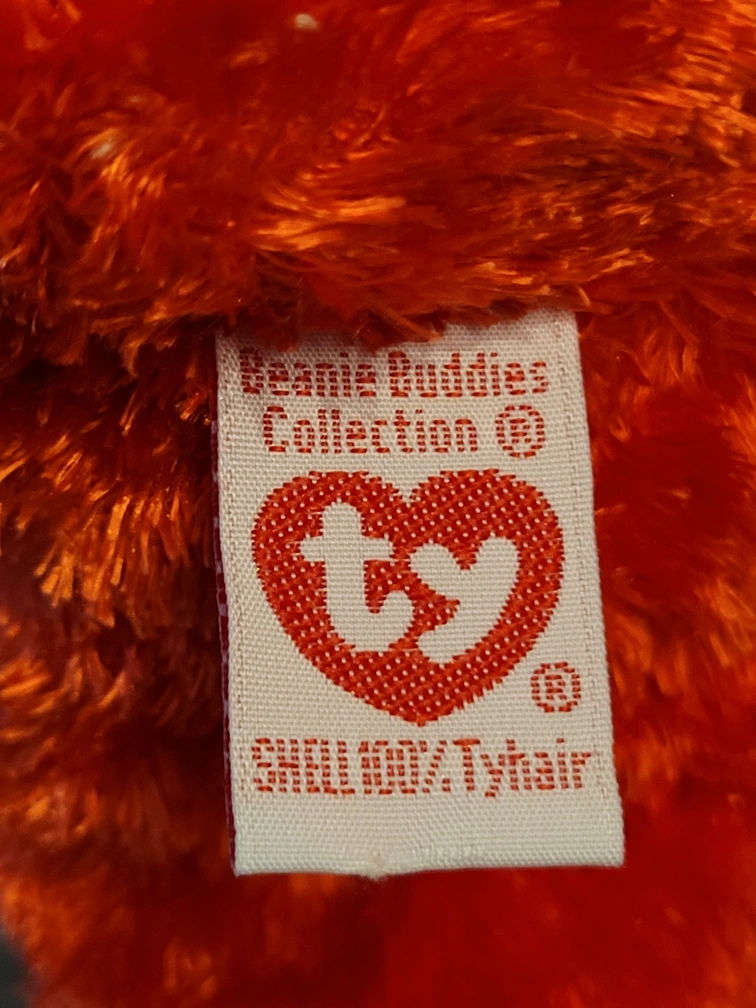 Beanie Buddies
Collection ®
ty
®
SHELL 100% Tyhair